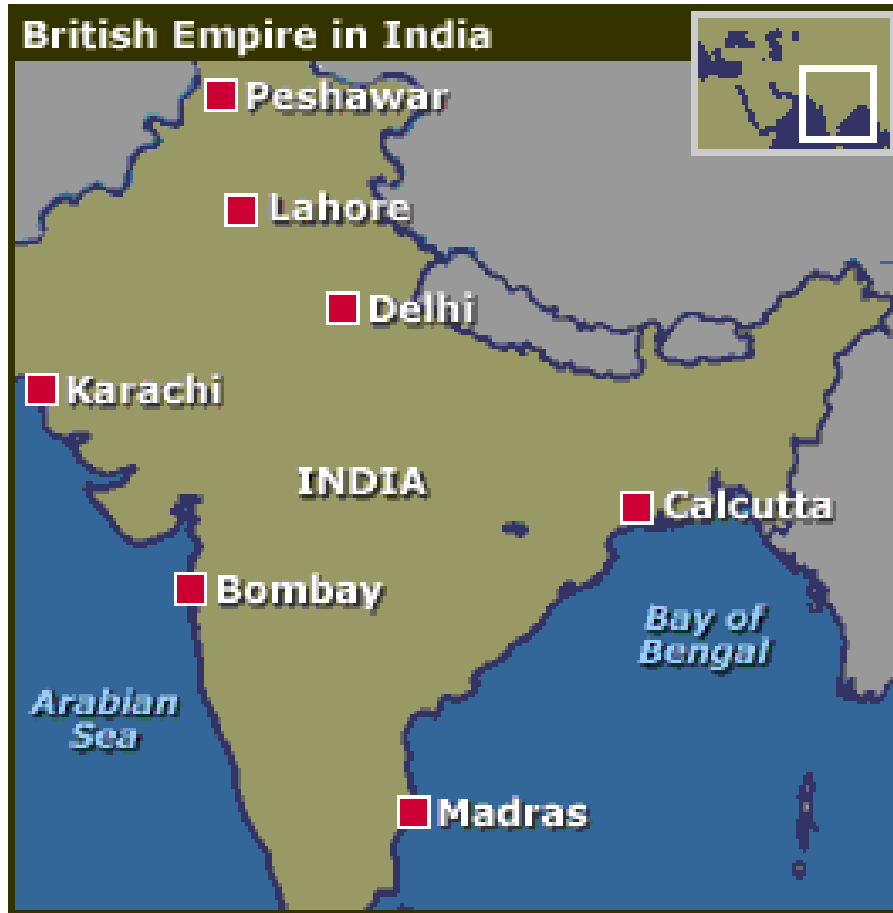 British Empire in India
Peshawar
Lahore
Delhi
Karachi
INDIA
Calcutta
Bombay
Bay of
Bengal
Arabian
Sea
Madras